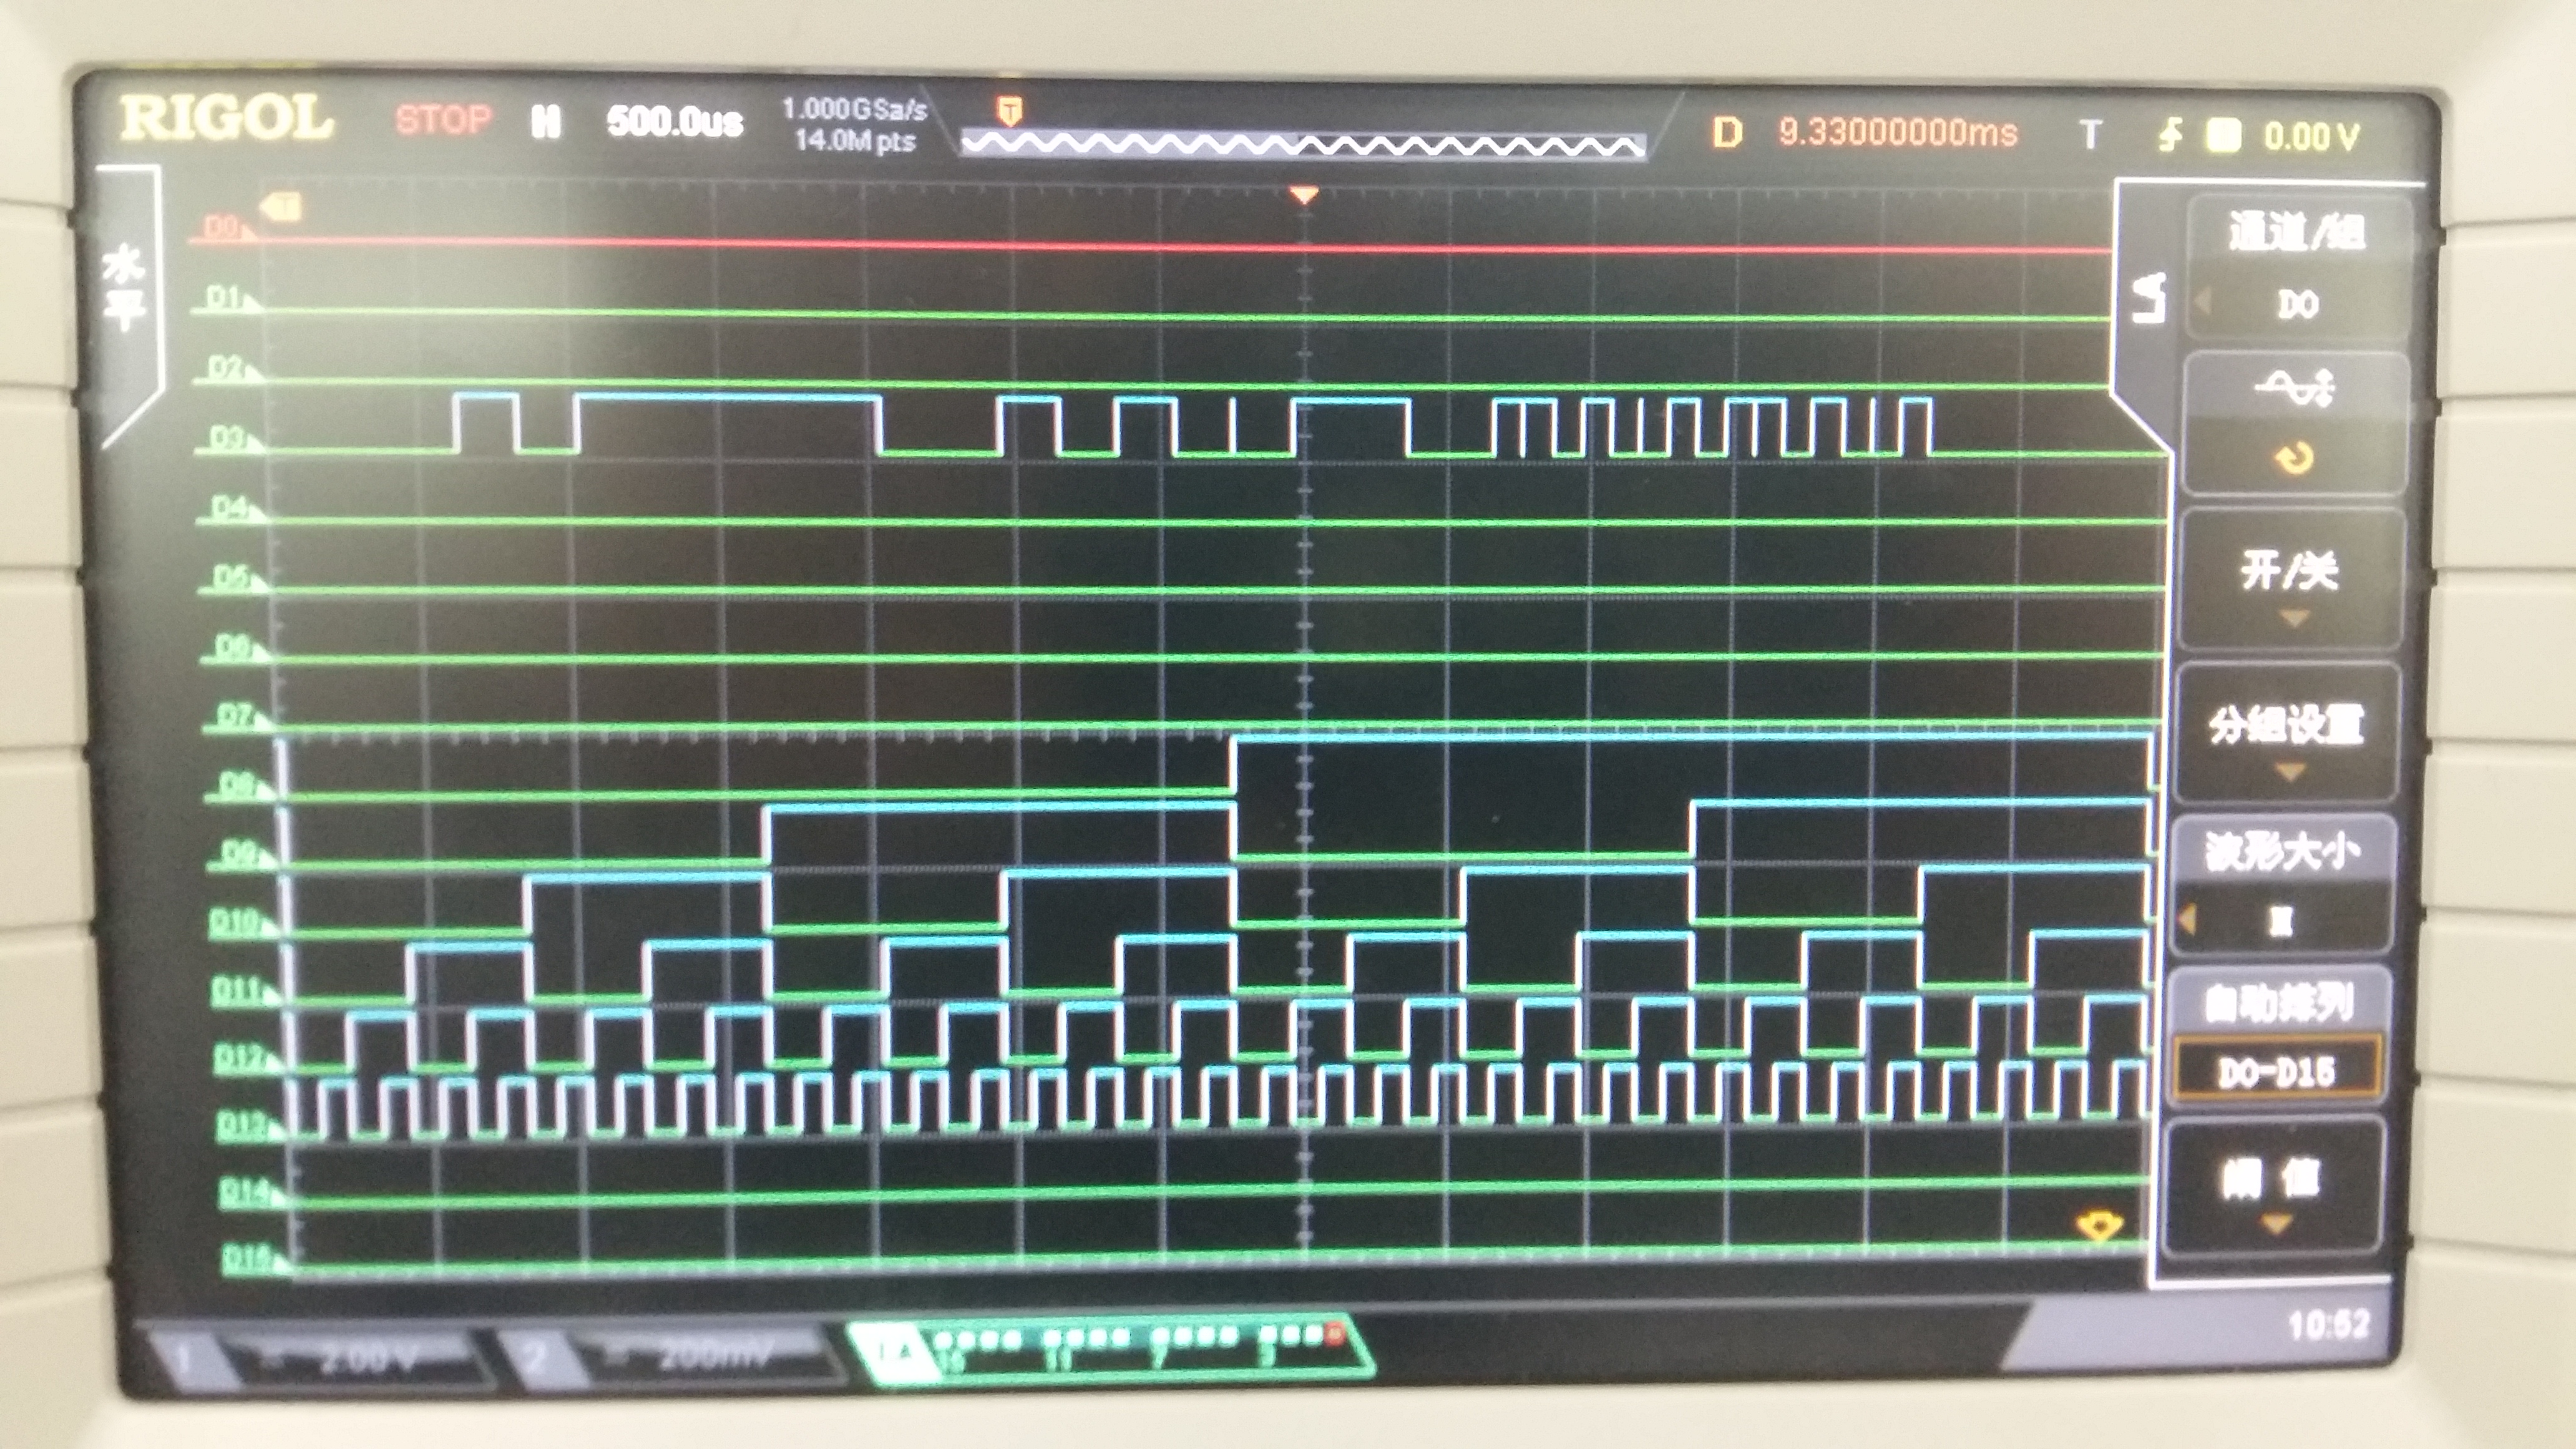 RIGOL STOP H 500.0us 1.000GSa/s 14.0M pts T D 9.33000000ms T 0.00 V
水平
D0
D1
D2
D3
D4
D5
D6
D7
D8
D9
D10
D11
D12
D13
D14
D15
LA
通道/组
D0
开/关
分组设置
波形大小
M
自动排列
D0-D15
阈 值
1 2.00 V 2 200mV LA 15 11 7 3
10:52